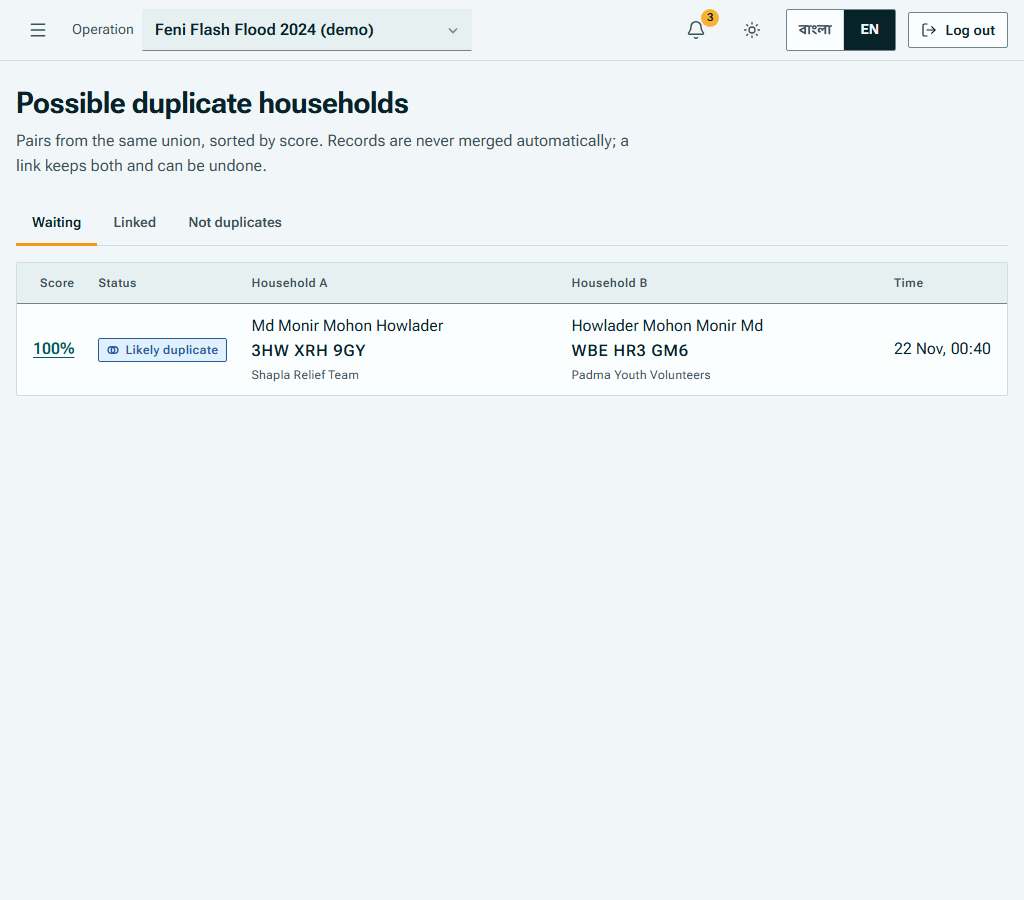 Operation
Feni Flash Flood 2024 (demo)
3
বাংলা
EN
Log out
Possible duplicate households
Pairs from the same union, sorted by score. Records are never merged automatically; a
link keeps both and can be undone.
Waiting
Linked
Not duplicates
Score
Status
Household A
Household B
Time
100%
Likely duplicate
Md Monir Mohon Howlader
3HW XRH 9GY
Shapla Relief Team
Howlader Mohon Monir Md
WBE HR3 GM6
Padma Youth Volunteers
22 Nov, 00:40